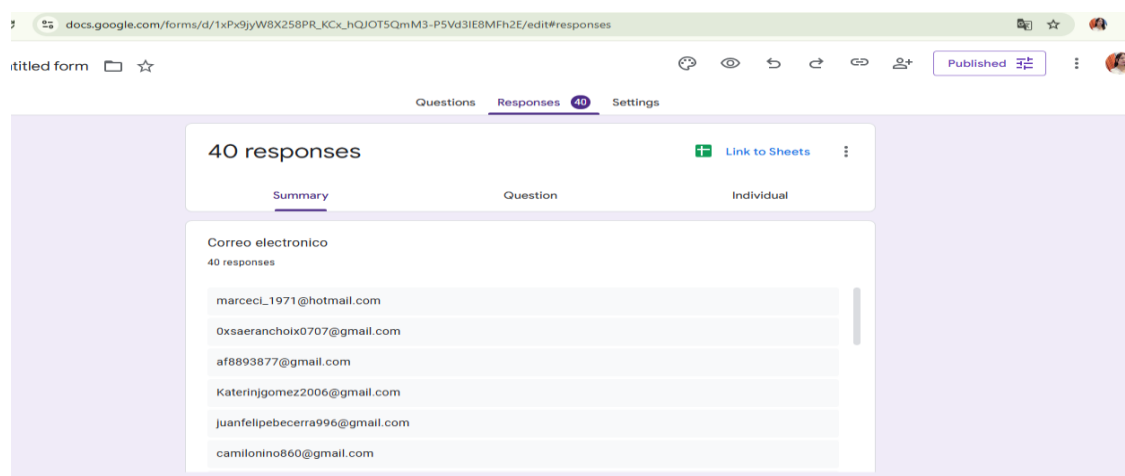 docs.google.com/forms/d/1xPx9jyW8X258PR_KCx_hQJOT5QmM3-P5Vd3IE8MFh2E/edit#responses
titled form
Published
Questions Responses 40 Settings
40 responses
Link to Sheets
Summary Question Individual
Correo electronico
40 responses
marceci_1971@hotmail.com
0xsaeranchoix0707@gmail.com
af8893877@gmail.com
Katerinjgomez2006@gmail.com
juanfelipebecerra996@gmail.com
camilonino860@gmail.com